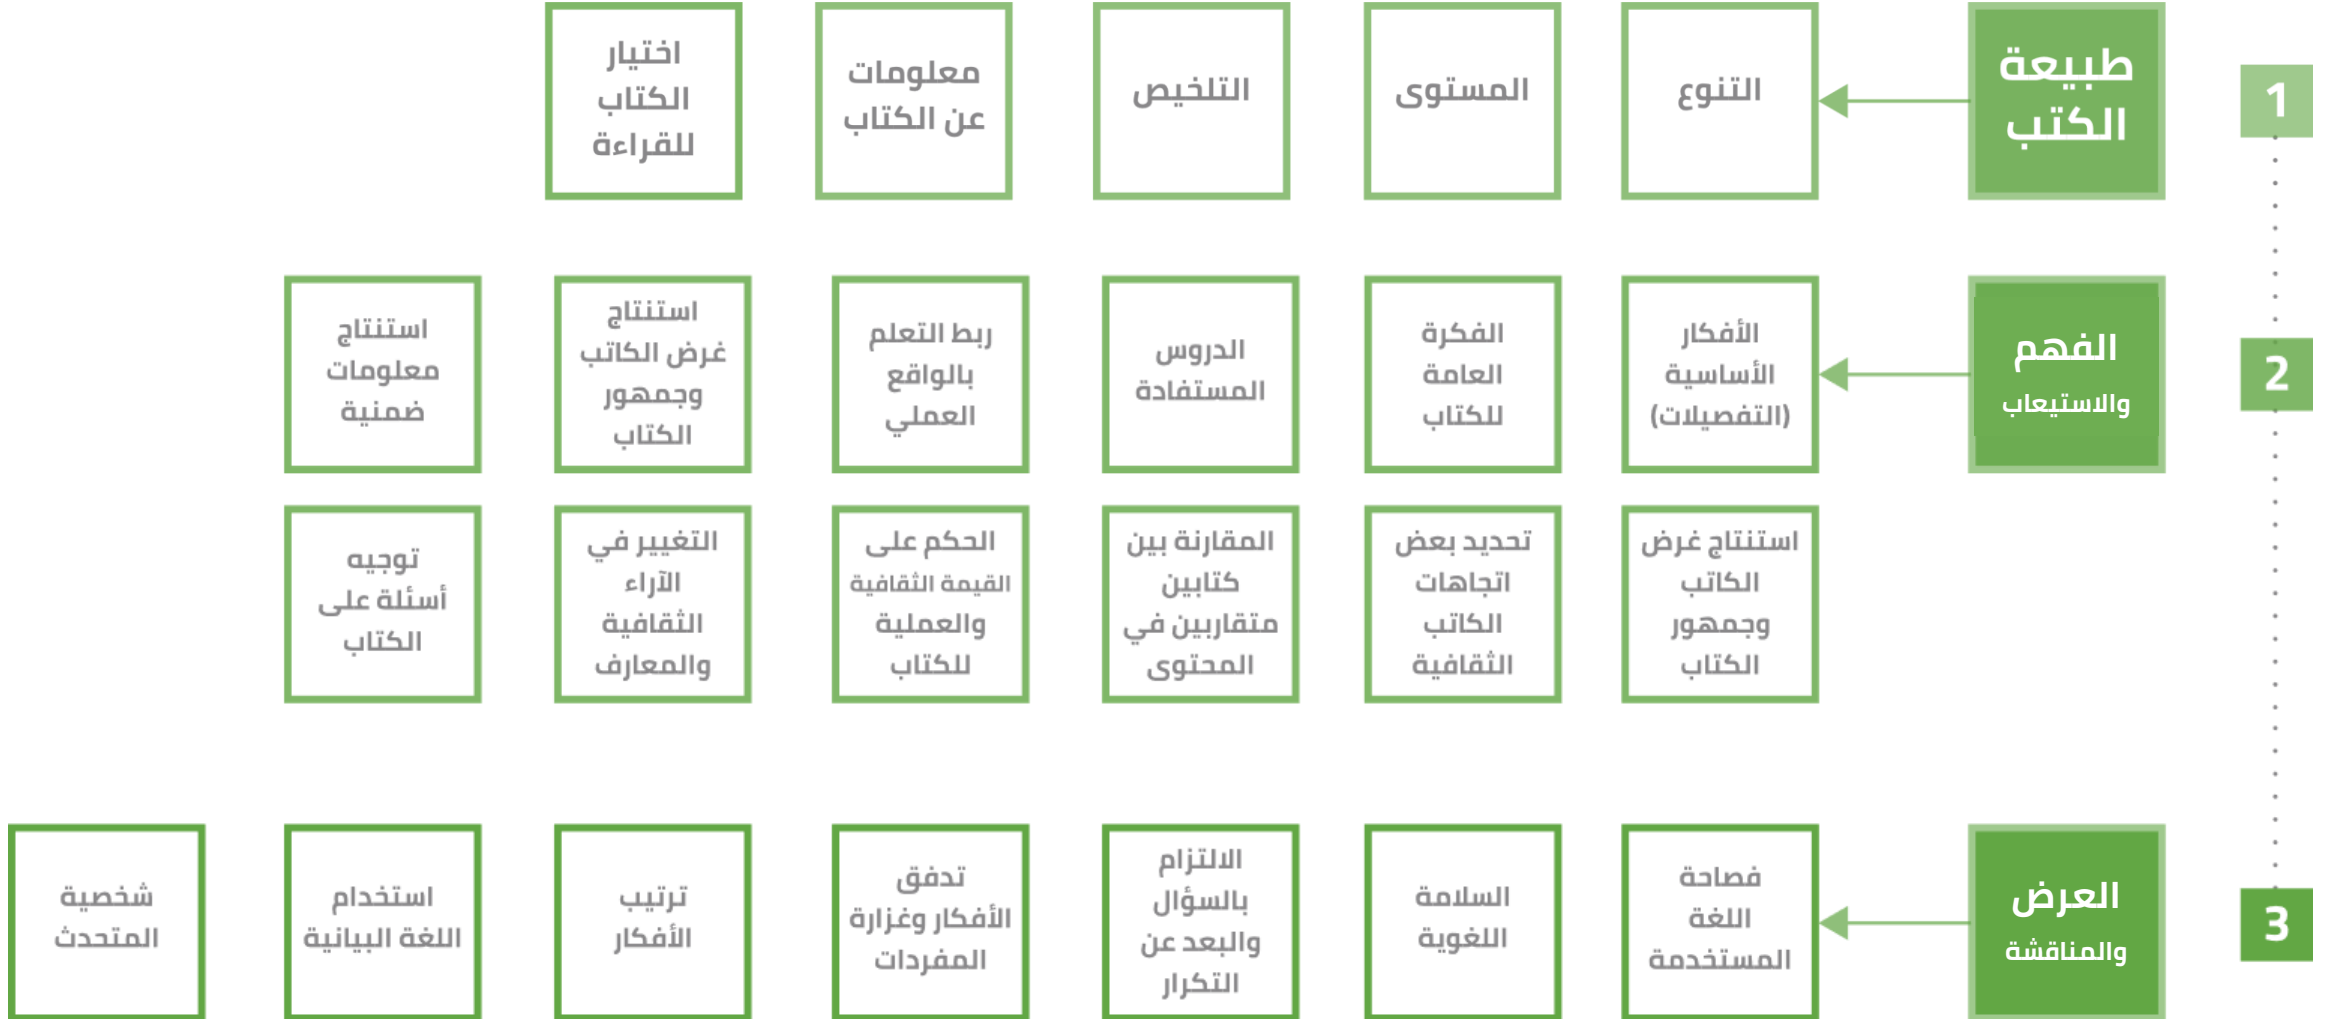 1
طبيعة
الكتب
التنوع
المستوى
التلخيص
معلومات
عن الكتاب
اختيار
الكتاب
للقراءة
2
الفهم
والاستيعاب
الأفكار
الأساسية
(التفصيلات)
الفكرة
العامة
للكتاب
الدروس
المستفادة
ربط التعلم
بالواقع
العملي
استنتاج
غرض الكاتب
وجمهور
الكتاب
استنتاج
معلومات
ضمنية
استنتاج غرض
الكاتب
وجمهور
الكتاب
تحديد بعض
اتجاهات
الكاتب
الثقافية
المقارنة بين
كتابين
متقاربين في
المحتوى
الحكم على
القيمة الثقافية
والعملية
للكتاب
التغيير في
الآراء
الثقافية
والمعارف
توجيه
أسئلة على
الكتاب
3
العرض
والمناقشة
فصاحة
اللغة
المستخدمة
السلامة
اللغوية
الالتزام
بالسؤال
والبعد عن
التكرار
تدفق
الأفكار وغزارة
المفردات
ترتيب
الأفكار
استخدام
اللغة البيانية
شخصية
المتحدث